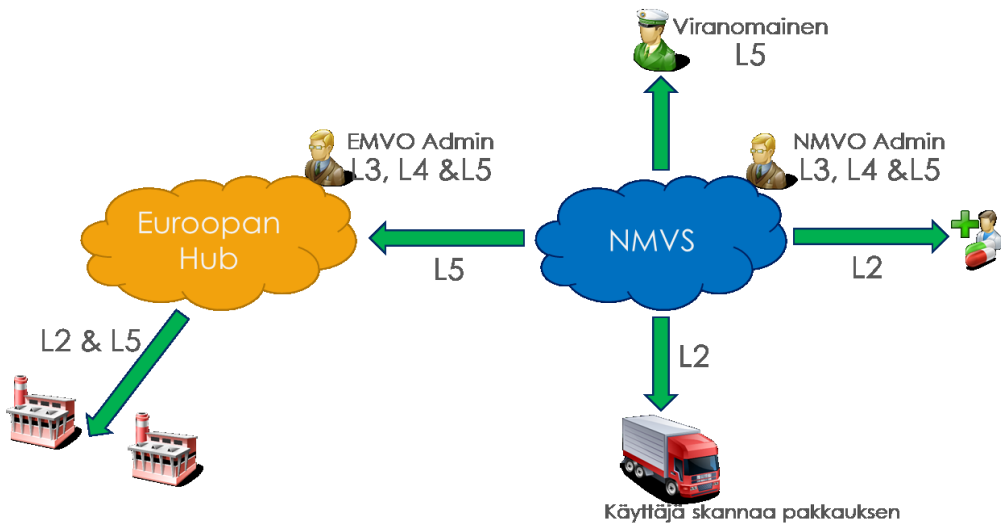 Viranomainen
L5
EMVO Admin
L3, L4 &L5
NMVO Admin
L3, L4 &L5
Euroopan
Hub
NMVS
L5
L2
L2 & L5
L2
Käyttäjä skannaa pakkauksen